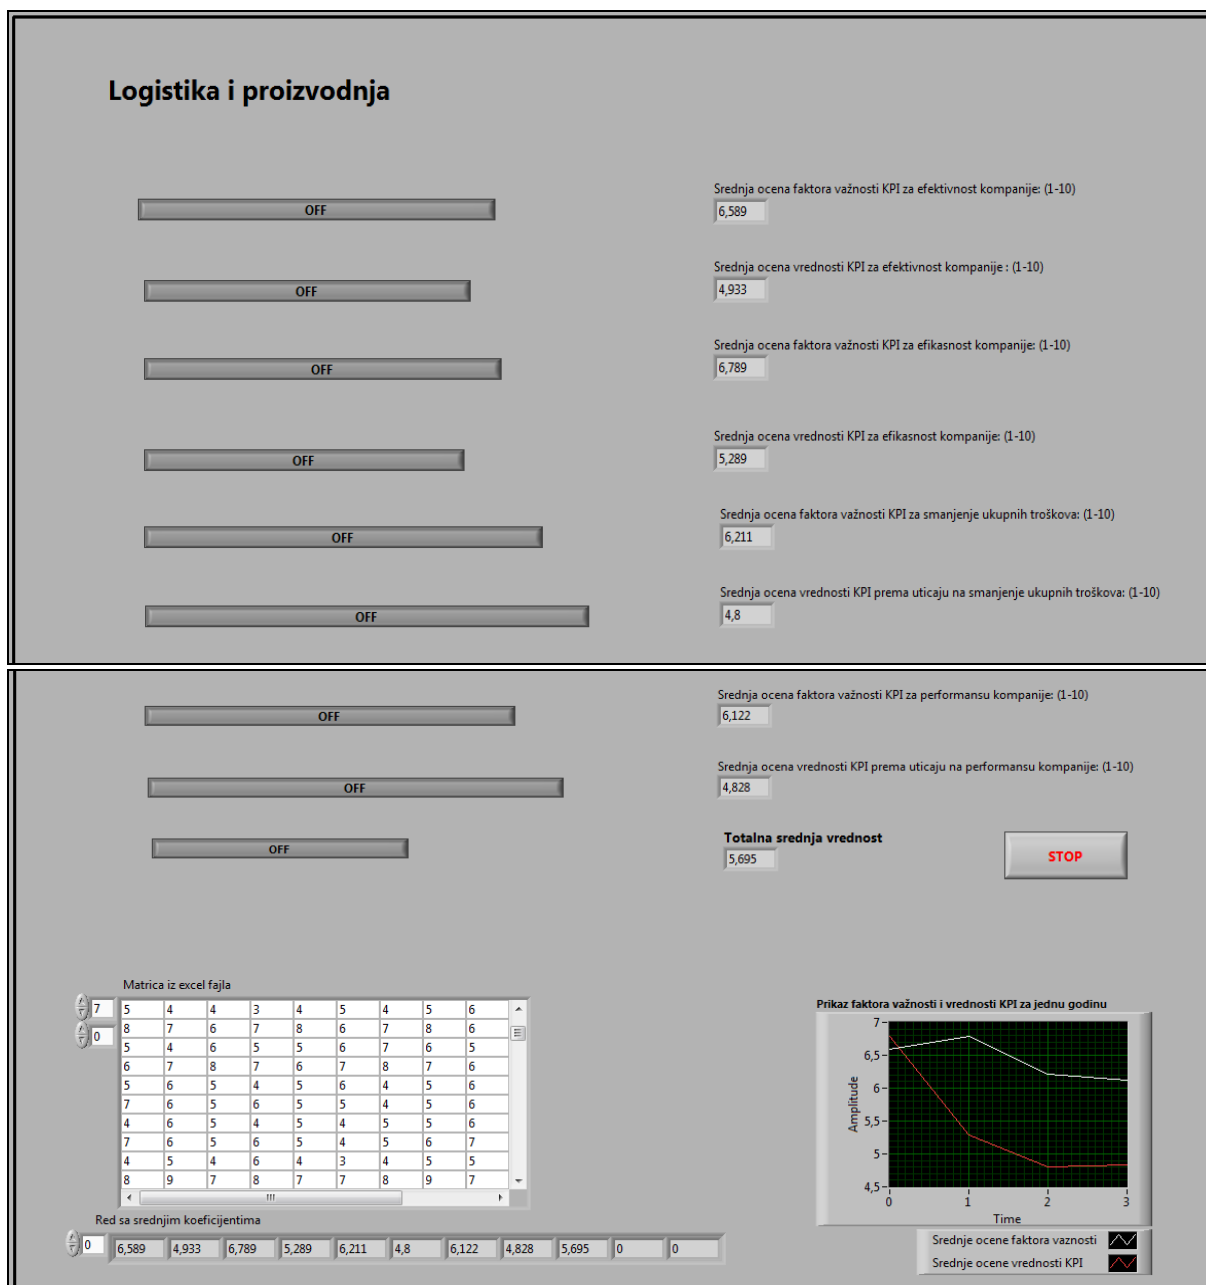 Logistika i proizvodnja
OFF
Srednja ocena faktora važnosti KPI za efektivnost kompanije: (1-10)
6,589
OFF
Srednja ocena vrednosti KPI za efektivnost kompanije : (1-10)
4,933
OFF
Srednja ocena faktora važnosti KPI za efikasnost kompanije: (1-10)
6,789
OFF
Srednja ocena vrednosti KPI za efikasnost kompanije: (1-10)
5,289
OFF
Srednja ocena faktora važnosti KPI za smanjenje ukupnih troškova: (1-10)
6,211
OFF
Srednja ocena vrednosti KPI prema uticaju na smanjenje ukupnih troškova: (1-10)
4,8
OFF
Srednja ocena faktora važnosti KPI za performansu kompanije: (1-10)
6,122
OFF
Srednja ocena vrednosti KPI prema uticaju na performansu kompanije: (1-10)
4,828
OFF
Totalna srednja vrednost
5,695
STOP
Matrica iz excel fajla
7
0
5 4 4 3 4 5 4 5 6
8 7 6 7 8 6 7 8 6
5 4 6 5 5 6 7 6 5
6 7 8 7 6 7 8 7 6
5 6 5 4 5 6 4 5 6
7 6 5 6 5 5 4 5 6
4 6 5 4 5 4 5 5 6
7 6 5 6 5 4 5 6 7
4 5 4 6 4 3 4 5 5
8 9 7 8 7 7 8 9 7
Red sa srednjim koeficijentima
0
6,589 4,933 6,789 5,289 6,211 4,8 6,122 4,828 5,695 0 0
Prikaz faktora važnosti i vrednosti KPI za jednu godinu
Amplitude
7
6,5
6
5,5
5
4,5
0 1 2 3
Time
Srednje ocene faktora vaznosti
Srednje ocene vrednosti KPI